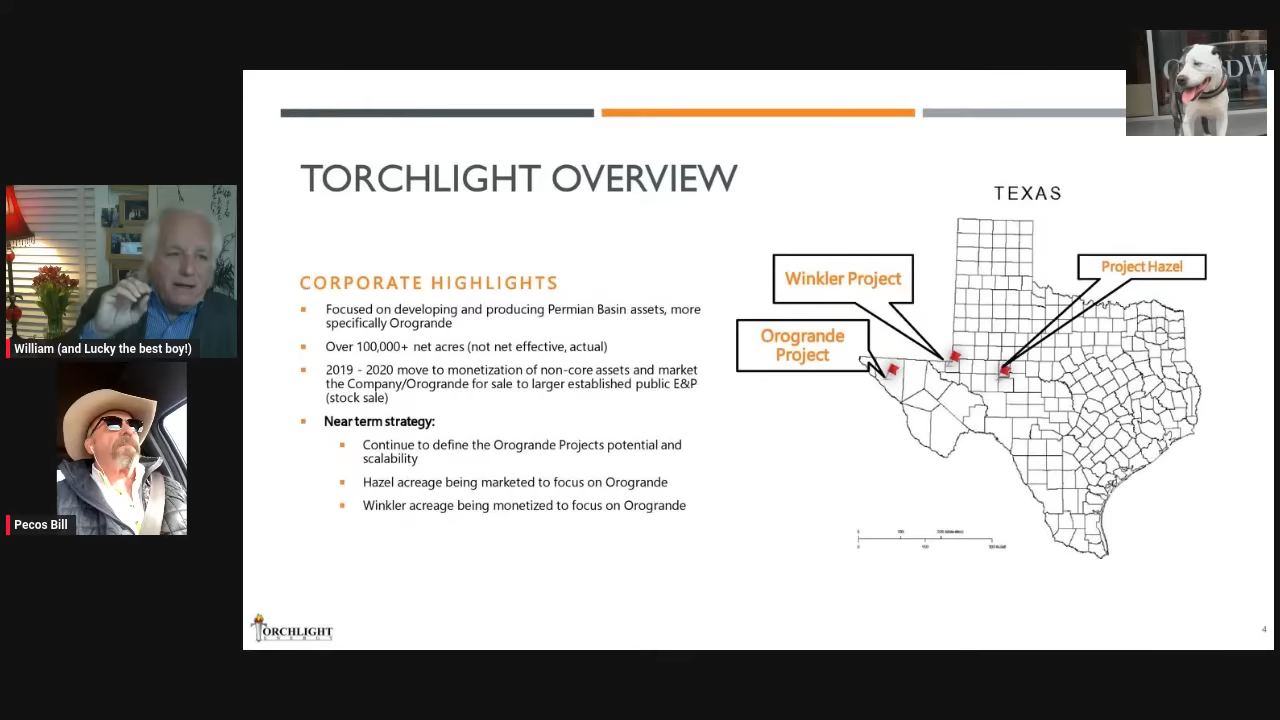 TORCHLIGHT OVERVIEW
TEXAS
CORPORATE HIGHLIGHTS
Focused on developing and producing Permian Basin assets, more
specifically Orogrande
Over 100,000+ net acres (not net effective, actual)
2019 - 2020 move to monetization of non-core assets and market
the Company/Orogrande for sale to larger established public E&P
(stock sale)
Near term strategy:
Continue to define the Orogrande Projects potential and
scalability
Hazel acreage being marketed to focus on Orogrande
Winkler acreage being monetized to focus on Orogrande
Winkler Project
Project Hazel
Orogrande
Project
William (and Lucky the best boy!)
Pecos Bill
TORCHLIGHT
4